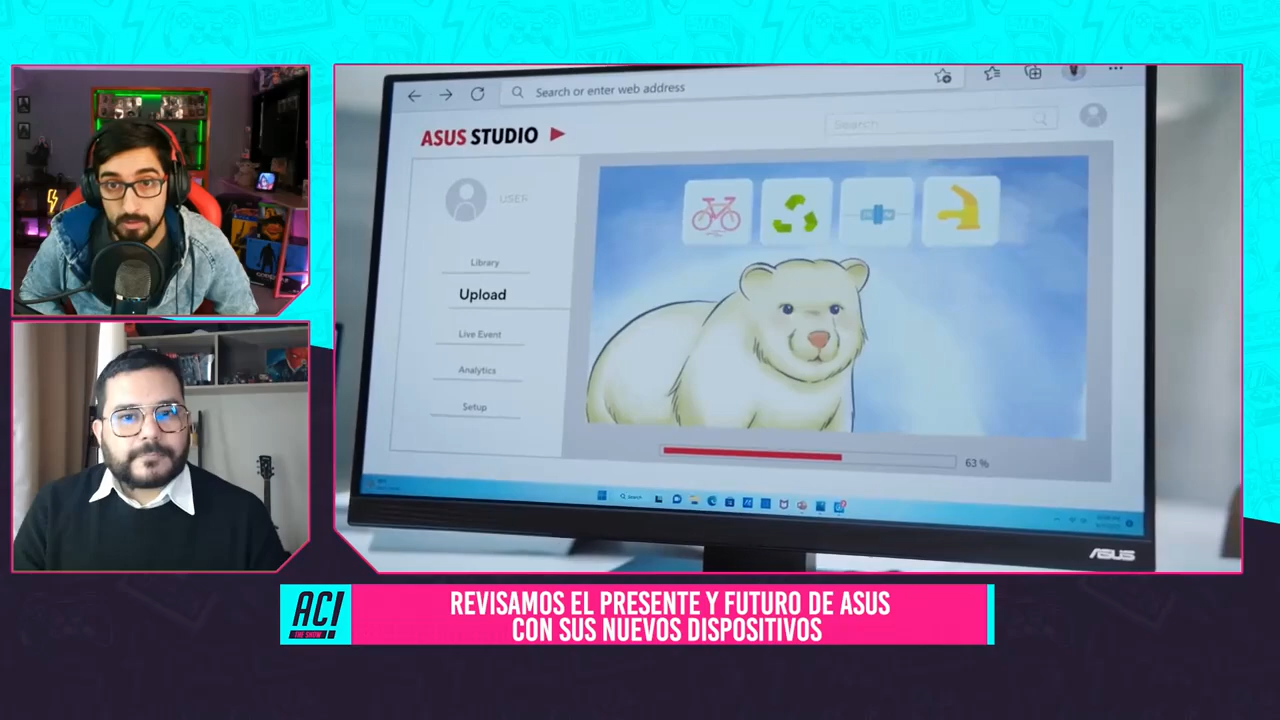 Search or enter web address
ASUS STUDIO
Search
USER
Library
Upload
Live Event
Analytics
Setup
63 %
Search
ASUS
AC!
THE SHOW
REVISAMOS EL PRESENTE Y FUTURO DE ASUS
CON SUS NUEVOS DISPOSITIVOS